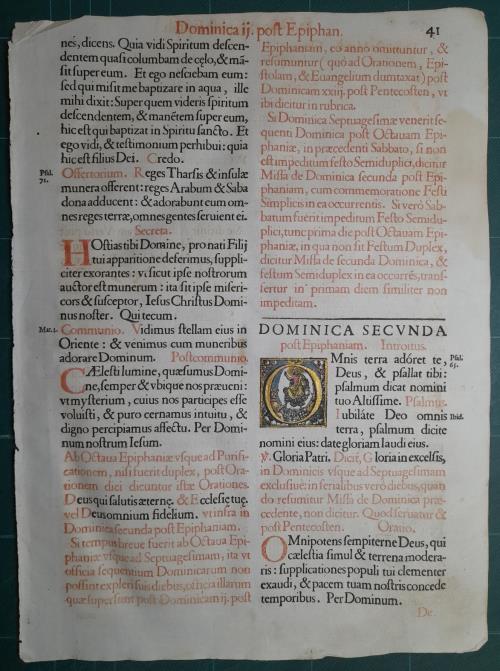 Dominica ij. post Epiphan. 41
nes, dicens. Quia vidi Spiritum descen-
dentem quasi columbam de cęlo, & mā-
sit super eum. Et ego nesciebam eum:
sed qui misit me baptizare in aqua, ille
mihi dixit: Super quem videris spiritum
descendentem, & manētem super eum,
hic est qui baptizat in Spiritu sancto. Et
ego vidi, & testimonium perhibui: quia
hic est filius Dei. Credo.
Psal. 71.
Offertorium. Reges Tharsis & insulæ
munera offerent: reges Arabum & Saba
dona adducent: & adorabunt eum om-
nes reges terræ, omnes gentes seruient ei.
Secreta.
HOstias tibi Domine, pro nati Filij
tui apparitione deferimus, suppli-
citer exorantes: vt sicut ipse nostrorum
auctor est munerum: ita sit ipse miseri-
cors & susceptor, Iesus Christus Domi-
nus noster. Qui tecum.
Mat. 2.
Communio. Vidimus stellam eius in
Oriente: & venimus cum muneribus
adorare Dominum. Postcommunio.
CÆlesti lumine, quæsumus Domi-
ne, semper & vbique nos præueni:
vt mysterium, cuius nos participes esse
voluisti, & puro cernamus intuitu, &
digno percipiamus affectu. Per Domi-
num nostrum Iesum.
Ab Octaua Epiphaniæ vsque ad Purifi-
cationem, nisi fuerit duplex, post Ora-
tionem diei dicuntur istæ Orationes.
Deus qui salutis æternę. & Ecclesię tuę.
vel Deus omnium fidelium. vt infra in
Dominica secunda post Epiphaniam.
Si tempus breue fuerit ab Octaua Epi-
phaniæ vsque ad Septuagesimam, ita vt
officia sequentium Dominicarum non
possint expleri suis diebus, officia illarum
quæ supersunt post Dominicam ij. post
Epiphaniam, eo anno omittuntur, &
resumuntur (quò ad Orationem, Epi-
stolam, & Euangelium dumtaxat) post
Dominicam xxiij. post Pentecosten, vt
ibi dicitur in rubrica.
Si Dominica Septuagesimæ venerit se-
quenti Dominica post Octauam Epi-
phaniæ, in præcedenti Sabbato, si non
est impeditum festo Semiduplici, dicitur
Missa de Dominica secunda post Epi-
phaniam, cum commemoratione Festi
Simplicis in ea occurrentis. Si verò Sab-
batum fuerit impeditum Festo Semidu-
plici, tunc prima die post Octauam Epi-
phaniæ, in qua non sit Festum Duplex,
dicitur Missa de secunda Dominica, &
festum Semiduplex in ea occurrēs, trans-
fertur in primam diem similiter non
impeditam.
DOMINICA SECVNDA
post Epiphaniam. Introitus.
OMnis terra adóret te, Psal. 65.
Deus, & psallat tibi:
psalmum dicat nomini
tuo Altissime. Psalmus.
Iubiláte Deo omnis Ibid.
terra, psalmum dicite
nomini eius: date gloriam laudi eius.
℣. Gloria Patri. Dicit, Gloria in excelsis,
in Dominicis vsque ad Septuagesimam
exclusiuè: in ferialibus verò diebus, quan-
do resumitur Missa de Dominica præ-
cedente, non dicitur. Quod seruatur &
post Pentecosten. Oratio.
OMnipotens sempiterne Deus, qui
cælestia simul & terrena modera-
ris: supplicationes populi tui clementer
exaudi, & pacem tuam nostris concede
temporibus. Per Dominum.
De